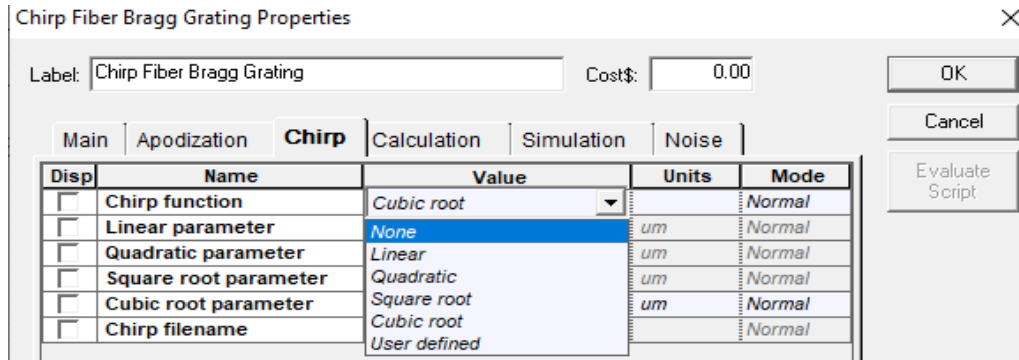 Chirp Fiber Bragg Grating Properties
Label: Chirp Fiber Bragg Grating Cost$: 0.00 OK
Cancel
Evaluate Script
Main Apodization Chirp Calculation Simulation Noise
Disp Name Value Units Mode
Chirp function Cubic root Normal
Linear parameter None um Normal
Quadratic parameter Linear um Normal
Square root parameter Quadratic um Normal
Cubic root parameter Square root um Normal
Chirp filename Cubic root Normal
User defined